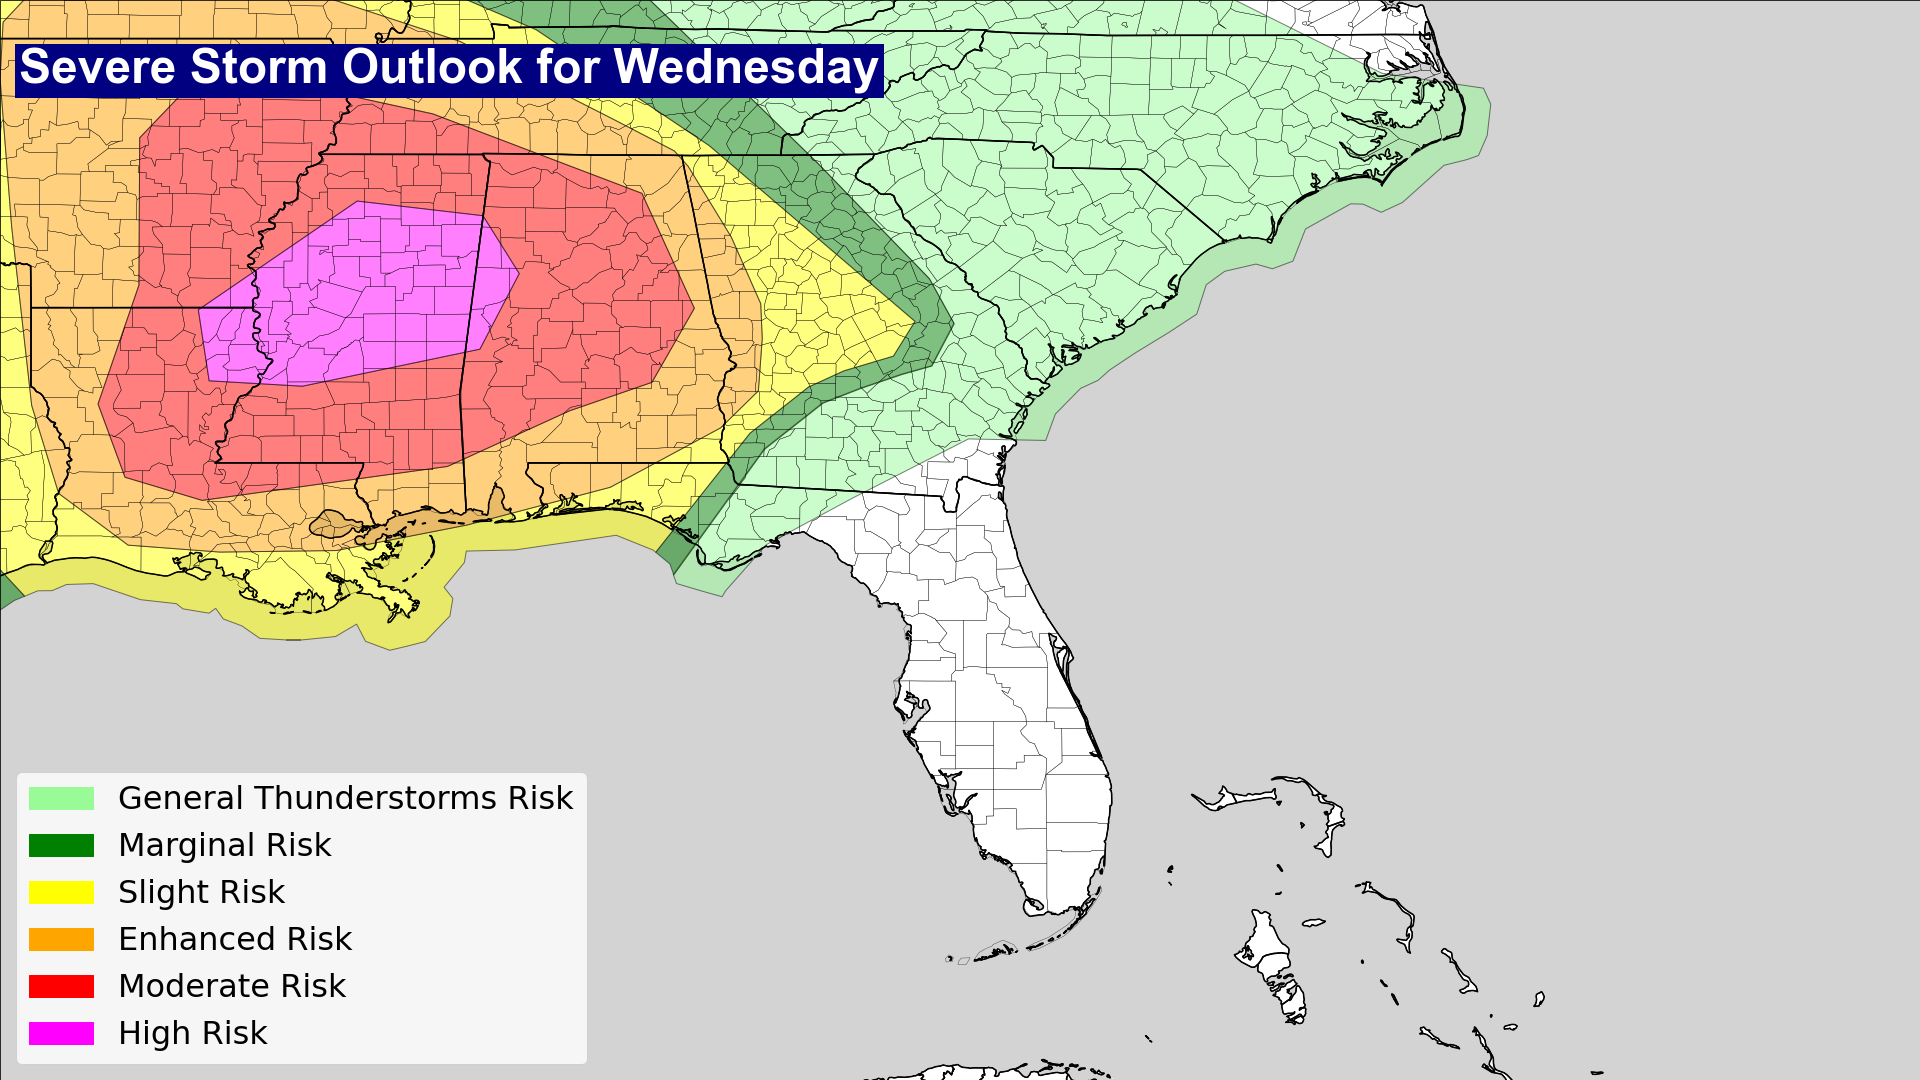 Severe Storm Outlook for Wednesday
General Thunderstorms Risk
Marginal Risk
Slight Risk
Enhanced Risk
Moderate Risk
High Risk